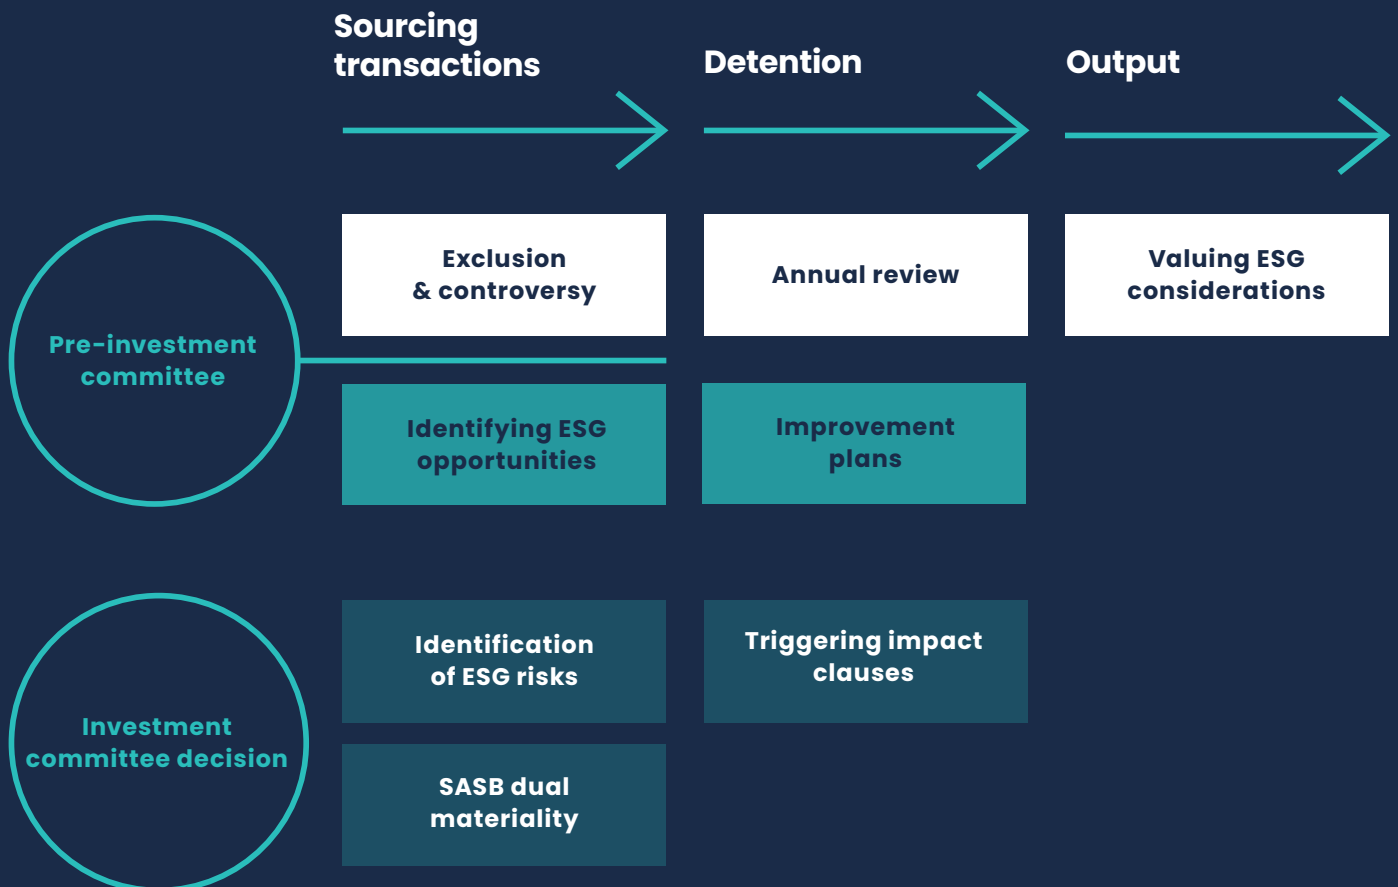 Sourcing
transactions
Detention
Output
Exclusion
& controversy
Annual review
Valuing ESG
considerations
Pre-investment
committee
Identifying ESG
opportunities
Improvement
plans
Identification
of ESG risks
Triggering impact
clauses
Investment
committee decision
SASB dual
materiality